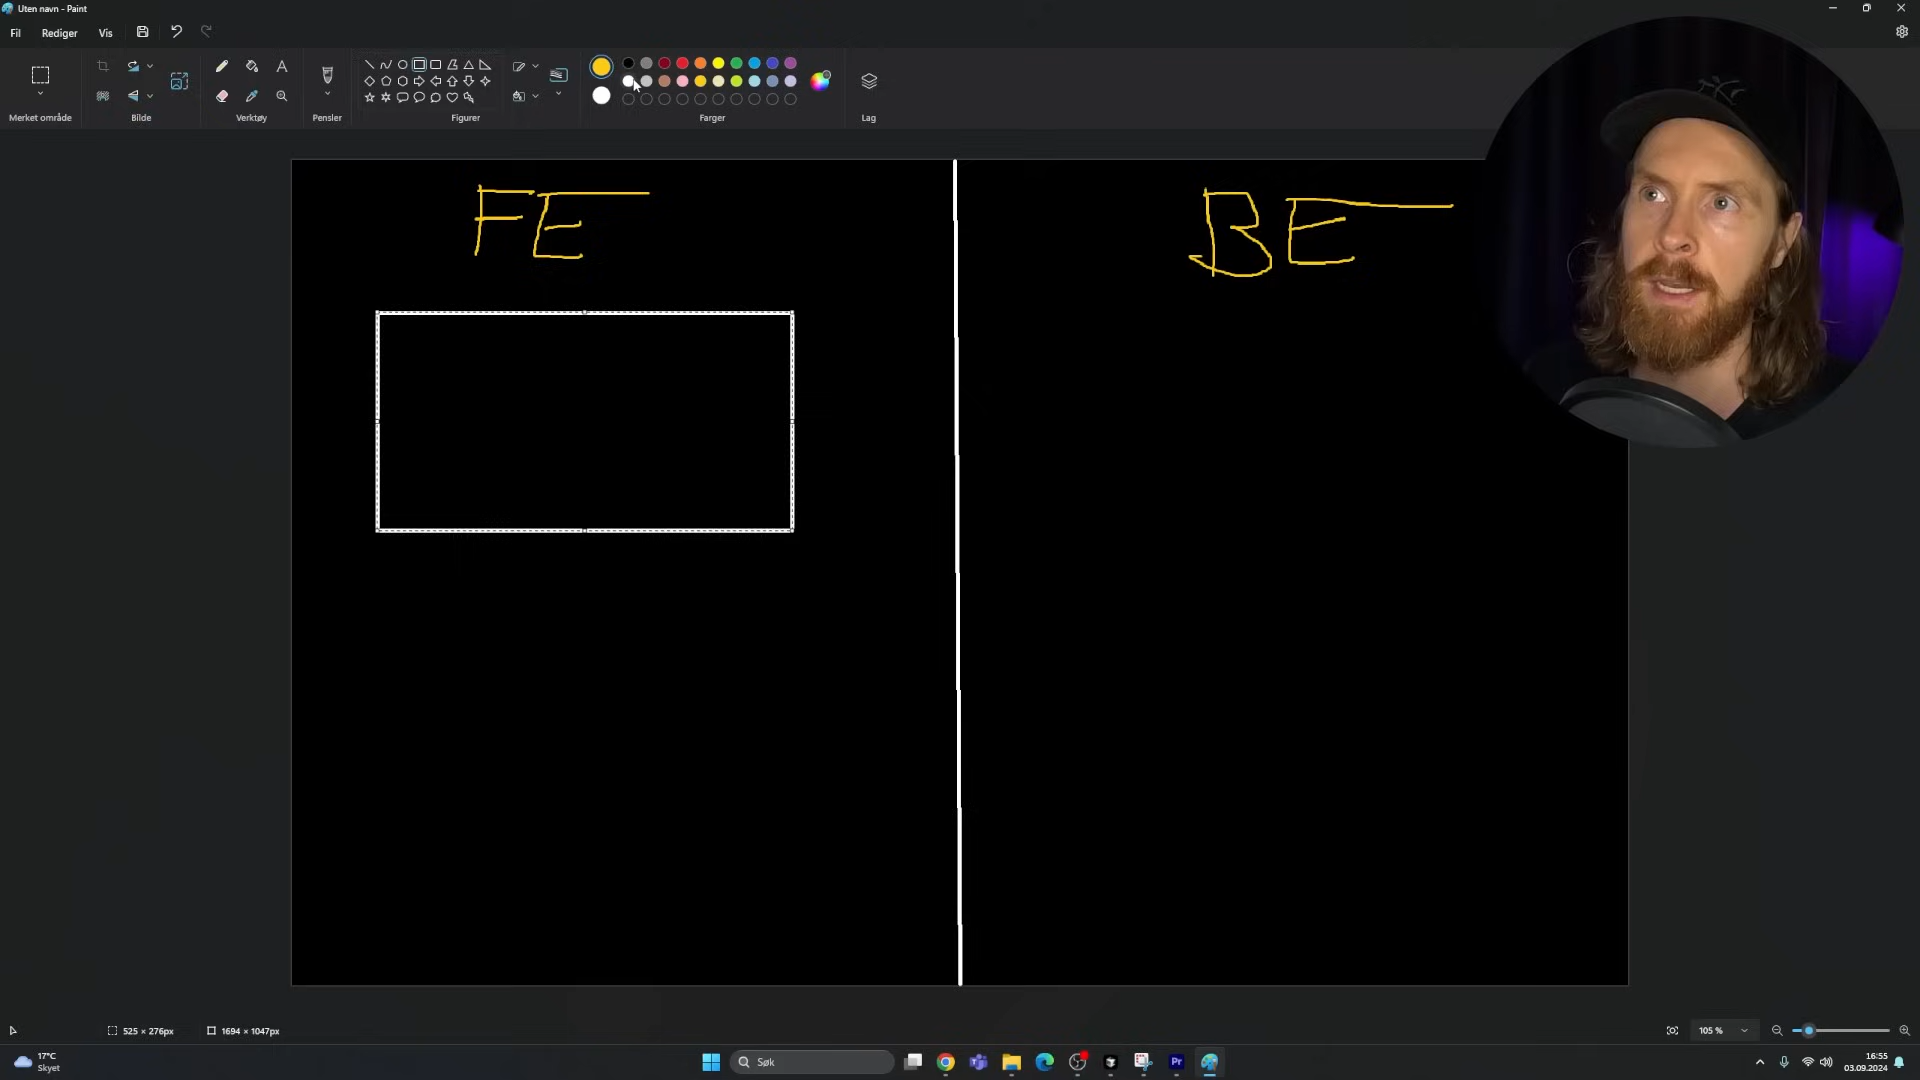 Uten navn - Paint
Fil Rediger Vis
Merket område Bilde Verktøy Pensler Figurer Farger Lag
FE BE
525 × 276px 1694 × 1047px 105 %
17°C
Skyet
Søk
Pr
16:55
03.09.2024